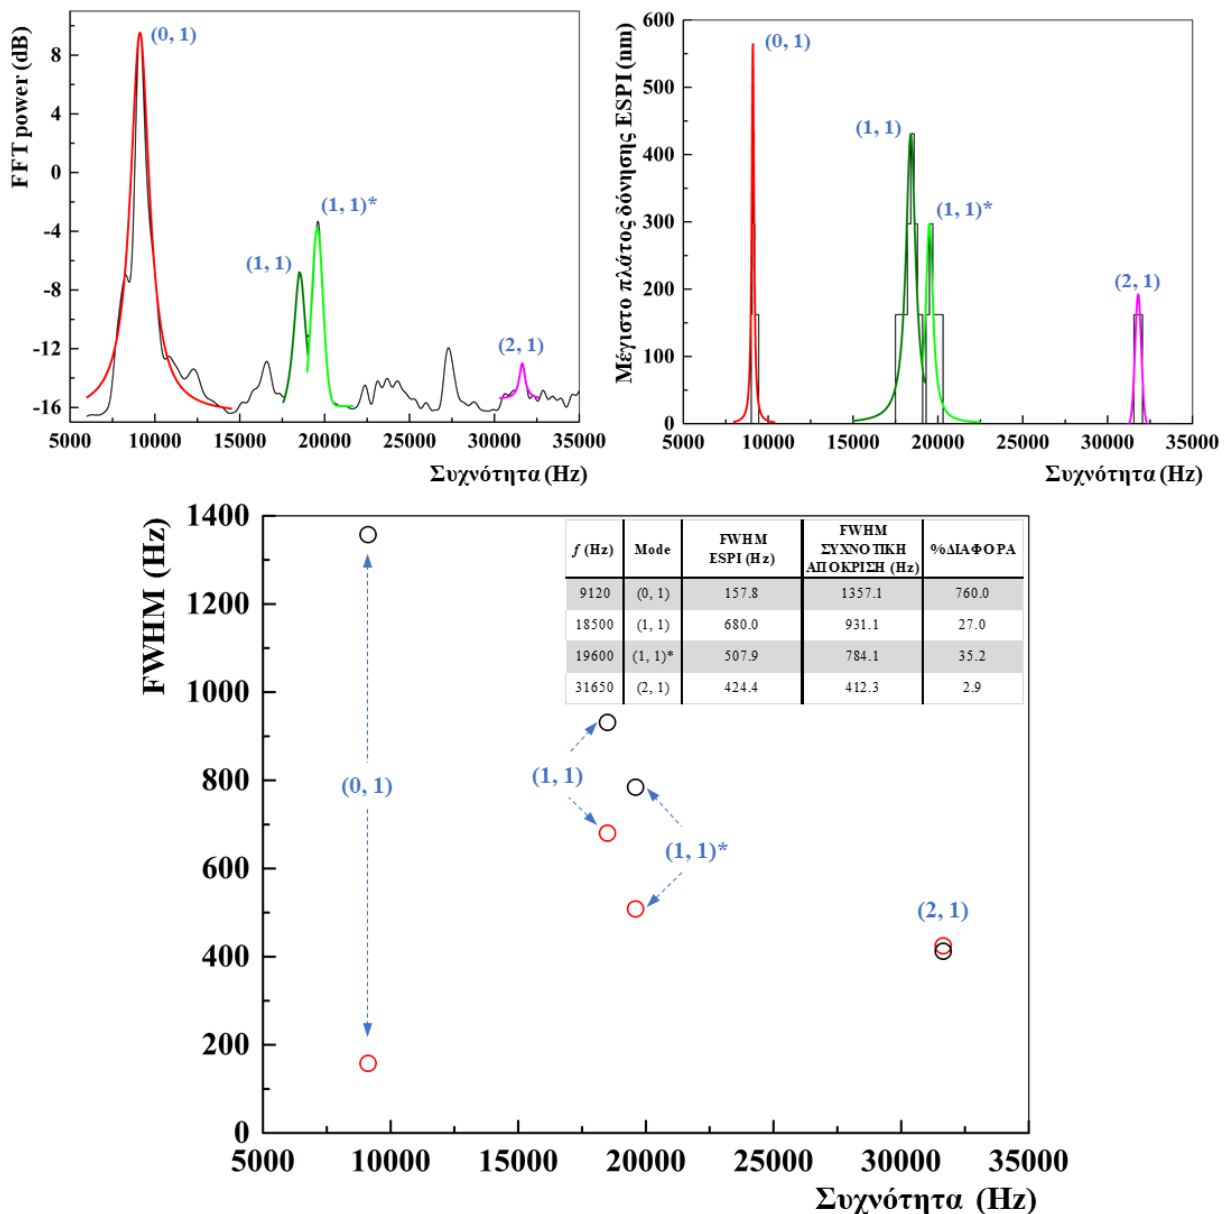 FFT power (dB)
8
4
0
-4
-8
-12
-16
(0, 1)
(1, 1)
(1, 1)*
(2, 1)
5000 10000 15000 20000 25000 30000 35000
Συχνότητα (Hz)
Μέγιστο πλάτος δόνησης ESPI (nm)
600
500
400
300
200
100
0
(0, 1)
(1, 1)
(1, 1)*
(2, 1)
5000 10000 15000 20000 25000 30000 35000
Συχνότητα (Hz)
FWHM (Hz)
1400
1200
1000
800
600
400
200
0
f (Hz) Mode FWHM ESPI (Hz) FWHM ΣΥΧΝΟΤΙΚΗ ΑΠΟΚΡΙΣΗ (Hz) %ΔΙΑΦΟΡΑ
9120 (0, 1) 157.8 1357.1 760.0
18500 (1, 1) 680.0 931.1 27.0
19600 (1, 1)* 507.9 784.1 35.2
31650 (2, 1) 424.4 412.3 2.9
(0, 1)
(1, 1)
(1, 1)*
(2, 1)
5000 10000 15000 20000 25000 30000 35000
Συχνότητα (Hz)